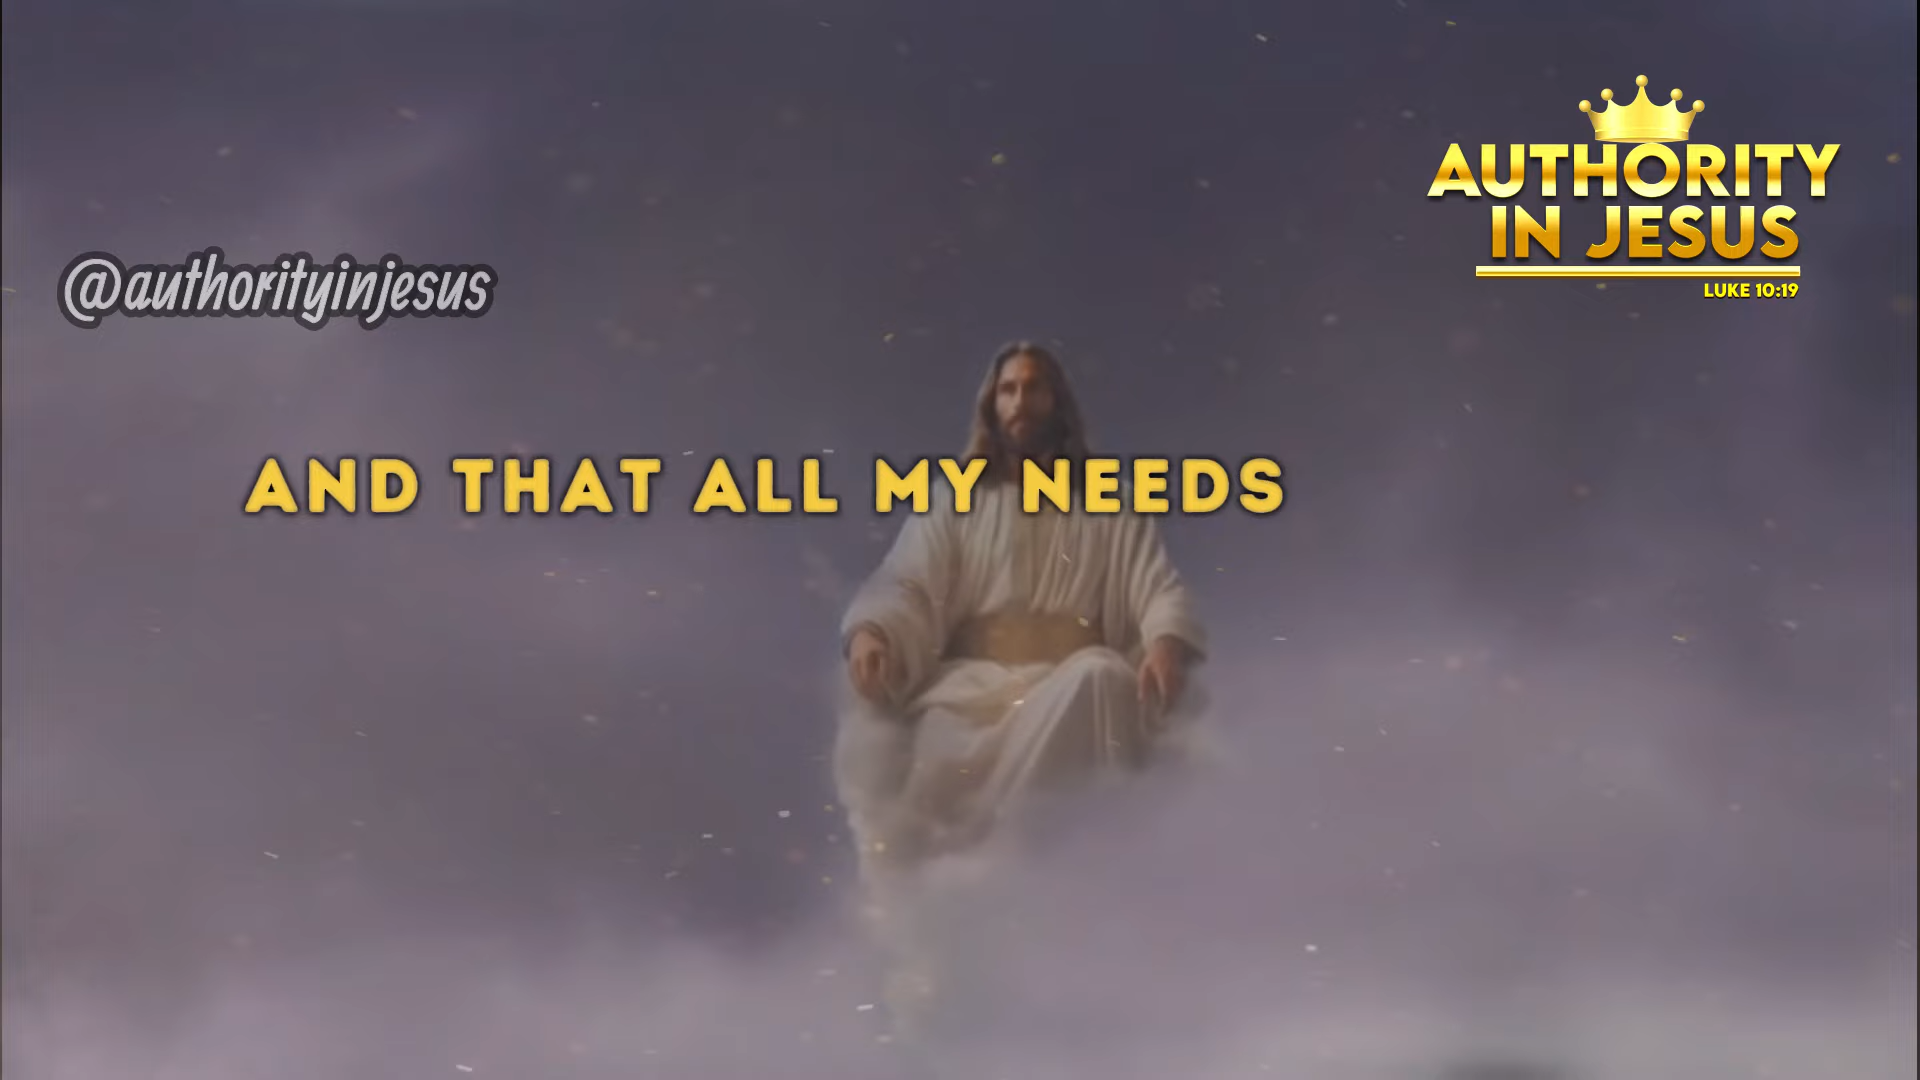 AUTHORITY
IN JESUS
LUKE 10:19
@authorityinjesus
AND THAT ALL MY NEEDS